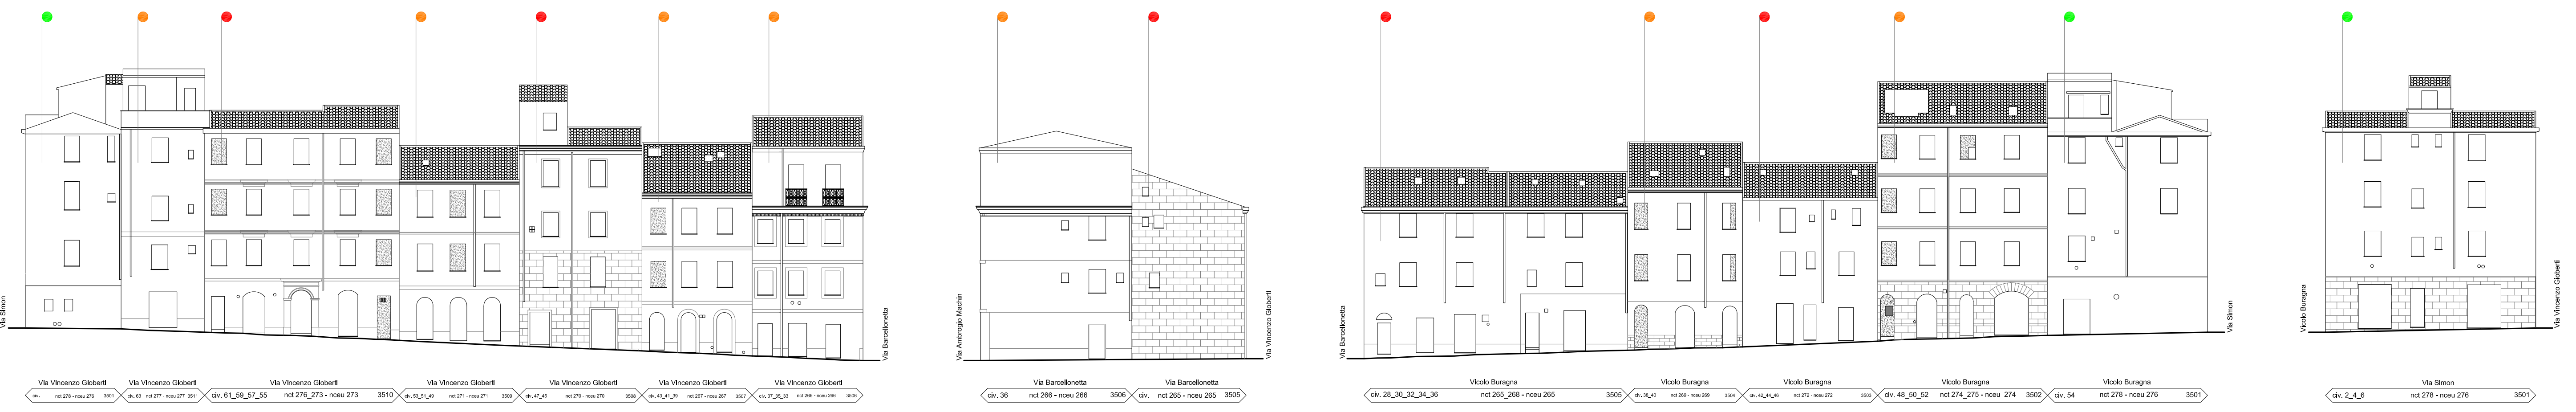 Via Simon
Via Barcellonetta
Via Vincenzo Gioberti
civ. nct 278 - nceu 276 3501
Via Vincenzo Gioberti
civ. 63 nct 277 - nceu 277 3511
Via Vincenzo Gioberti
civ. 61_59_57_55 nct 276_273 - nceu 273 3510
Via Vincenzo Gioberti
civ. 53_51_49 nct 271 - nceu 271 3509
Via Vincenzo Gioberti
civ. 47_45 nct 270 - nceu 270 3508
Via Vincenzo Gioberti
civ. 43_41_39 nct 267 - nceu 267 3507
Via Vincenzo Gioberti
civ. 37_35_33 nct 266 - nceu 266 3506
Via Ambrogio Machin
Via Vincenzo Gioberti
Via Barcellonetta
civ. 36 nct 266 - nceu 266 3506
Via Barcellonetta
civ. nct 265 - nceu 265 3505
Via Barcellonetta
Via Simon
Vicolo Buragna
civ. 28_30_32_34_36 nct 265_268 - nceu 265 3505
Vicolo Buragna
civ. 38_40 nct 269 - nceu 269 3504
Vicolo Buragna
civ. 42_44_46 nct 272 - nceu 272 3503
Vicolo Buragna
civ. 48_50_52 nct 274_275 - nceu 274 3502
Vicolo Buragna
civ. 54 nct 278 - nceu 276 3501
Vicolo Buragna
Via Vincenzo Gioberti
Via Simon
civ. 2_4_6 nct 278 - nceu 276 3501